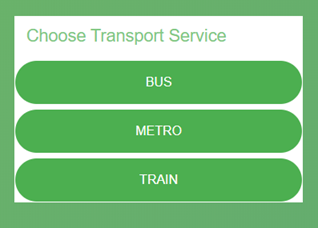 Choose Transport Service
BUS
METRO
TRAIN